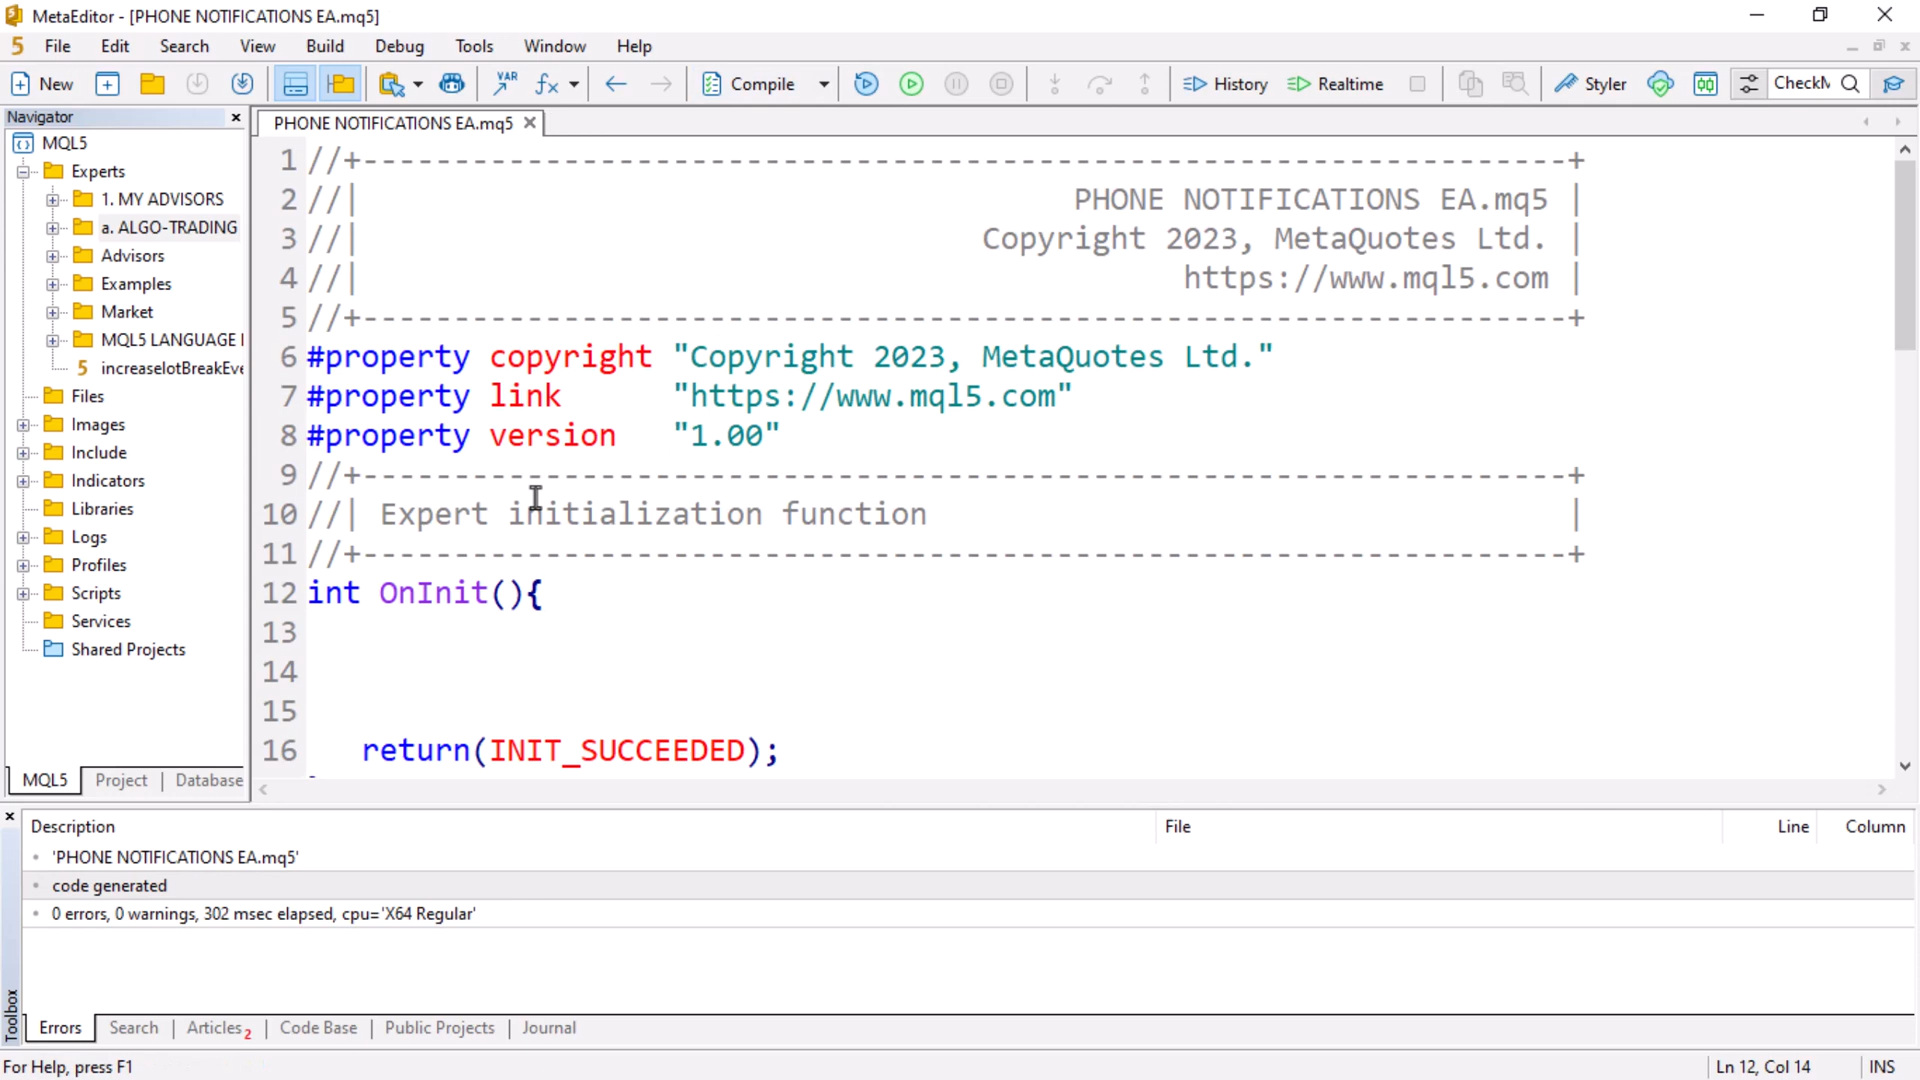 MetaEditor - [PHONE NOTIFICATIONS EA.mq5]
5 File Edit Search View Build Debug Tools Window Help
New VAR fx Compile History Realtime Styler CheckM
Navigator
MQL5
Experts
1. MY ADVISORS
a. ALGO-TRADING
Advisors
Examples
Market
MQL5 LANGUAGE
5 increaselotBreakEve
Files
Images
Include
Indicators
Libraries
Logs
Profiles
Scripts
Services
Shared Projects
MQL5 Project Database
PHONE NOTIFICATIONS EA.mq5
1 //+------------------------------------------------------------------+
2 //| PHONE NOTIFICATIONS EA.mq5 |
3 //| Copyright 2023, MetaQuotes Ltd. |
4 //| https://www.mql5.com |
5 //+------------------------------------------------------------------+
6 #property copyright "Copyright 2023, MetaQuotes Ltd."
7 #property link "https://www.mql5.com"
8 #property version "1.00"
9 //+------------------------------------------------------------------+
10 //| Expert initialization function |
11 //+------------------------------------------------------------------+
12 int OnInit(){
13
14
15
16 return(INIT_SUCCEEDED);
Description File Line Column
'PHONE NOTIFICATIONS EA.mq5'
code generated
0 errors, 0 warnings, 302 msec elapsed, cpu='X64 Regular'
Toolbox
Errors Search Articles 2 Code Base Public Projects Journal
For Help, press F1 Ln 12, Col 14 INS